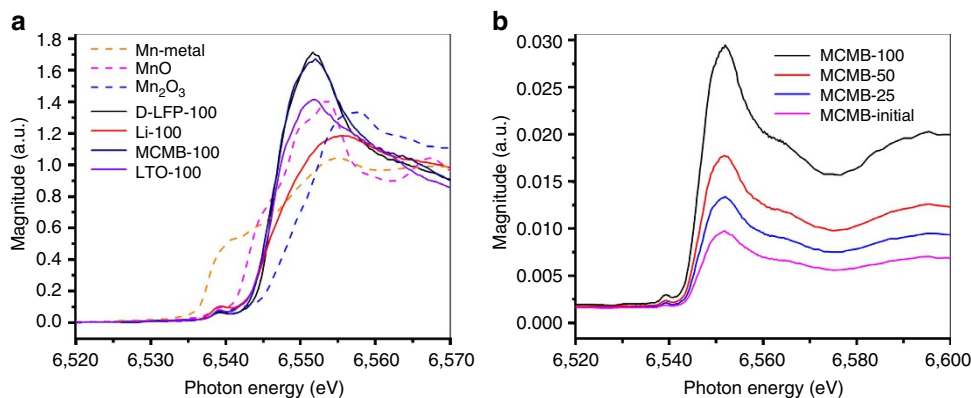 a
1.8
1.6
1.4
1.2
1.0
0.8
0.6
0.4
0.2
0.0
Magnitude (a.u.)
Mn-metal
MnO
Mn₂O₃
D-LFP-100
Li-100
MCMB-100
LTO-100
6,520 6,530 6,540 6,550 6,560 6,570
Photon energy (eV)
b
0.030
0.025
0.020
0.015
0.010
0.005
0.000
Magnitude (a.u.)
MCMB-100
MCMB-50
MCMB-25
MCMB-initial
6,520 6,540 6,560 6,580 6,600
Photon energy (eV)